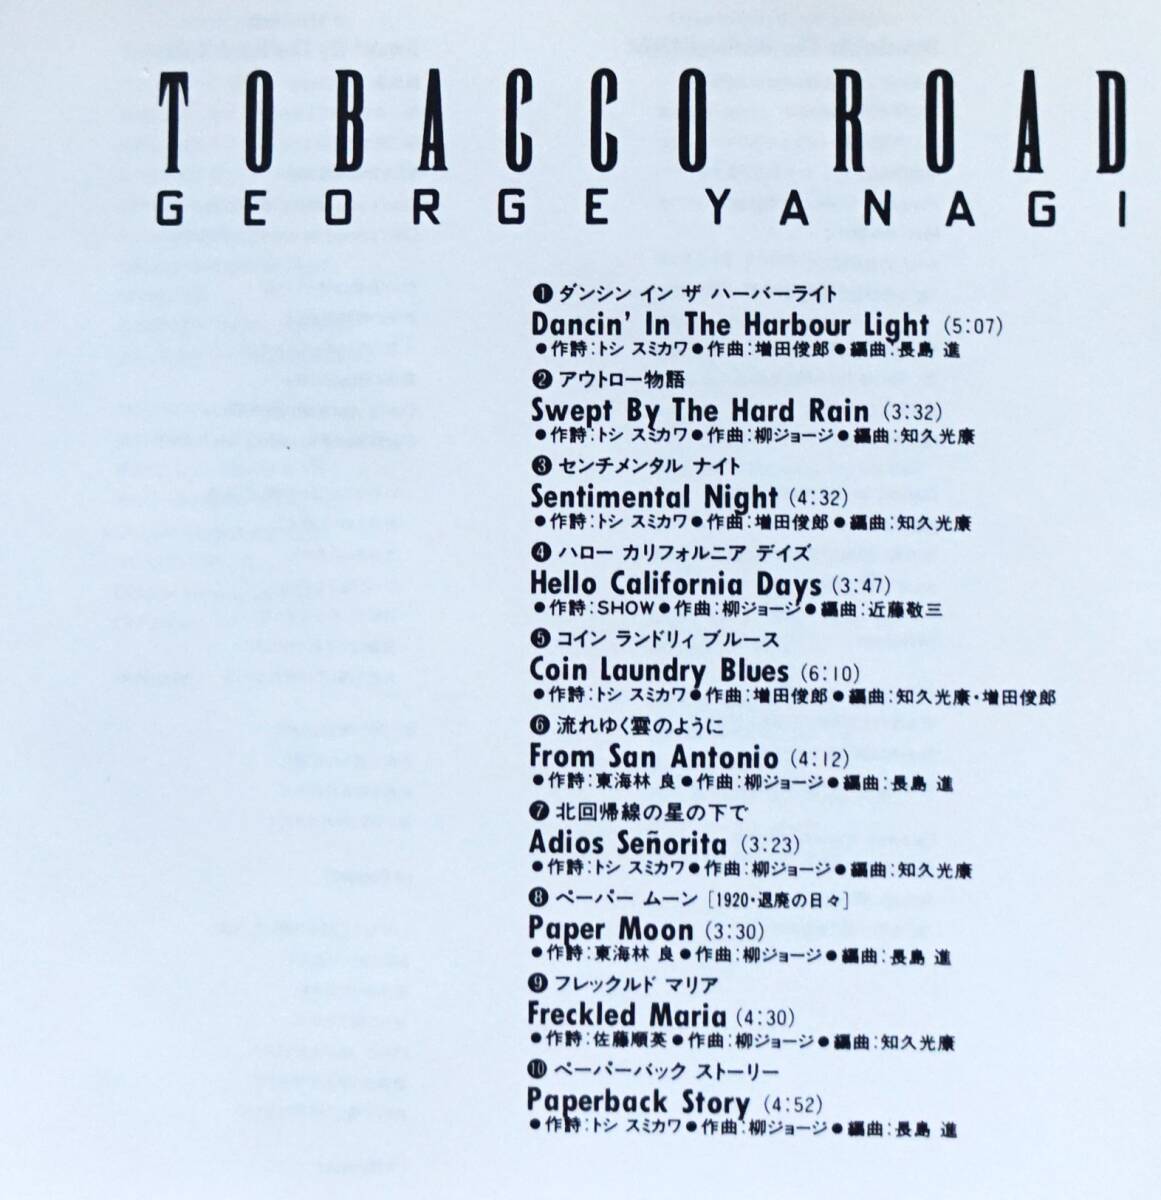 TOBACCO ROAD
GEORGE YANAGI
❶ ダンシン イン ザ ハーバーライト
Dancin' In The Harbour Light (5:07)
●作詩:トシ スミカワ●作曲:増田俊郎●編曲:長島 進
❷ アウトロー物語
Swept By The Hard Rain (3:32)
●作詩:トシ スミカワ●作曲:柳ジョージ●編曲:知久光康
❸ センチメンタル ナイト
Sentimental Night (4:32)
●作詩:トシ スミカワ●作曲:増田俊郎●編曲:知久光康
❹ ハロー カリフォルニア デイズ
Hello California Days (3:47)
●作詩:SHOW●作曲:柳ジョージ●編曲:近藤敬三
❺ コイン ランドリィ ブルース
Coin Laundry Blues (6:10)
●作詩:トシ スミカワ●作曲:増田俊郎●編曲:知久光康・増田俊郎
❻ 流れゆく雲のように
From San Antonio (4:12)
●作詩:東海林 良●作曲:柳ジョージ●編曲:長島 進
❼ 北回帰線の星の下で
Adios Señorita (3:23)
●作詩:トシ スミカワ●作曲:柳ジョージ●編曲:知久光康
❽ ペーパー ムーン [1920・退廃の日々]
Paper Moon (3:30)
●作詩:東海林 良●作曲:柳ジョージ●編曲:長島 進
❾ フレックルド マリア
Freckled Maria (4:30)
●作詩:佐藤順英●作曲:柳ジョージ●編曲:知久光康
❿ ペーパーバック ストーリー
Paperback Story (4:52)
●作詩:トシ スミカワ●作曲:柳ジョージ●編曲:長島 進